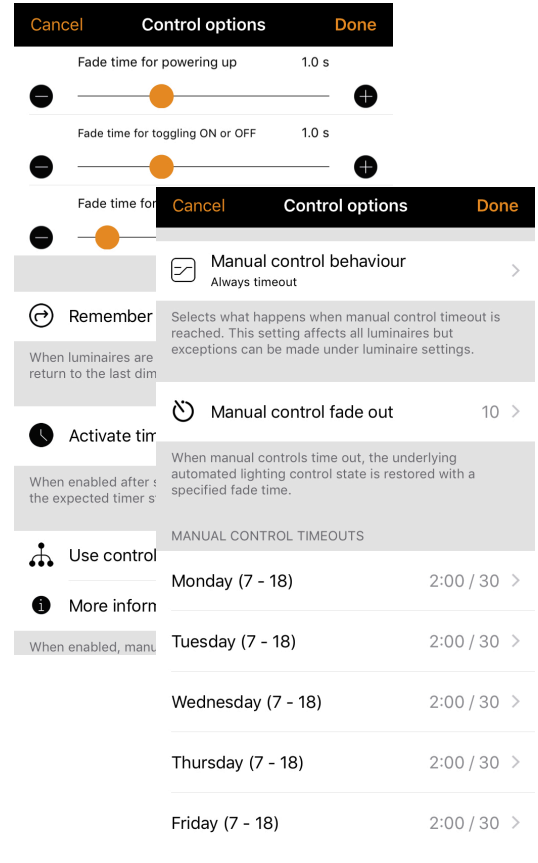 Cancel Control options Done
Fade time for powering up 1.0 s
Fade time for toggling ON or OFF 1.0 s
Fade time for
Remember
When luminaires are
return to the last dim
Activate tim
When enabled after s
the expected timer s
Use control
More inform
When enabled, manu
Cancel Control options Done
Manual control behaviour
Always timeout
Selects what happens when manual control timeout is
reached. This setting affects all luminaires but
exceptions can be made under luminaire settings.
Manual control fade out 10
When manual controls time out, the underlying
automated lighting control state is restored with a
specified fade time.
MANUAL CONTROL TIMEOUTS
Monday (7 - 18) 2:00 / 30
Tuesday (7 - 18) 2:00 / 30
Wednesday (7 - 18) 2:00 / 30
Thursday (7 - 18) 2:00 / 30
Friday (7 - 18) 2:00 / 30